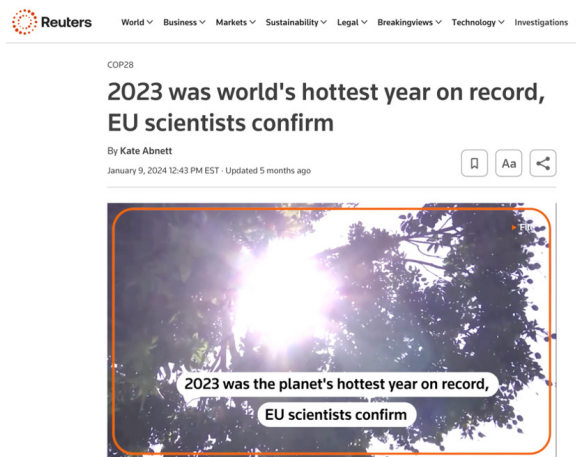 Reuters World Business Markets Sustainability Legal Breakingviews Technology Investigations
COP28
2023 was world's hottest year on record,
EU scientists confirm
By Kate Abnett
January 9, 2024 12:43 PM EST · Updated 5 months ago
Aa
File
2023 was the planet's hottest year on record,
EU scientists confirm